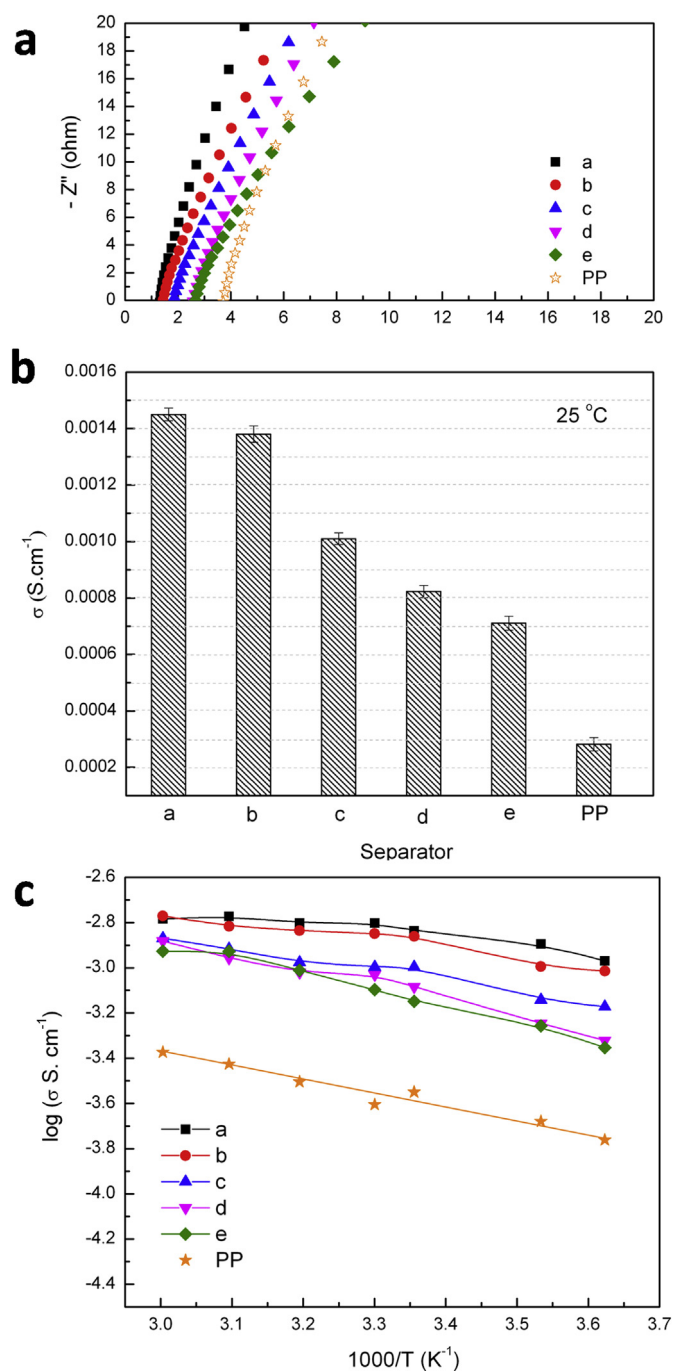 a
20
18
16
14
12
10
8
6
4
2
0
- Z" (ohm)
a
b
c
d
e
PP
0 2 4 6 8 10 12 14 16 18 20
b
0.0016
0.0014
0.0012
0.0010
0.0008
0.0006
0.0004
0.0002
σ (S.cm⁻¹)
25 °C
a b c d e PP
Separator
c
-2.6
-2.8
-3.0
-3.2
-3.4
-3.6
-3.8
-4.0
-4.2
-4.4
log (σ S. cm⁻¹)
a
b
c
d
e
PP
3.0 3.1 3.2 3.3 3.4 3.5 3.6 3.7
1000/T (K⁻¹)